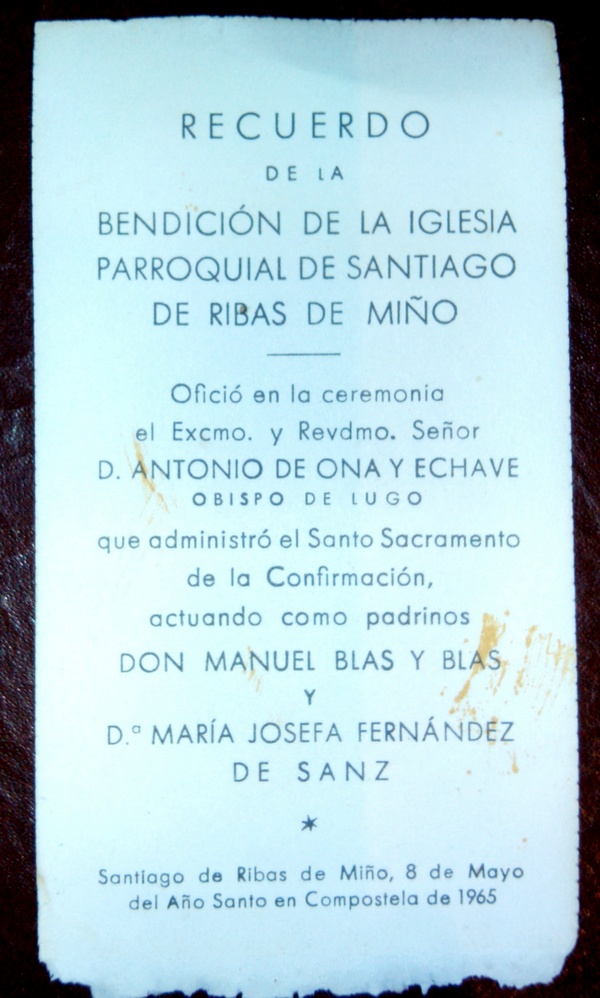 RECUERDO
DE LA
BENDICIÓN DE LA IGLESIA
PARROQUIAL DE SANTIAGO
DE RIBAS DE MIÑO
Ofició en la ceremonia
el Excmo. y Revdmo. Señor
D. ANTONIO DE ONA Y ECHAVE
OBISPO DE LUGO
que administró el Santo Sacramento
de la Confirmación,
actuando como padrinos
DON MANUEL BLAS Y BLAS
Y
D.ª MARÍA JOSEFA FERNÁNDEZ
DE SANZ
Santiago de Ribas de Miño, 8 de Mayo
del Año Santo en Compostela de 1965